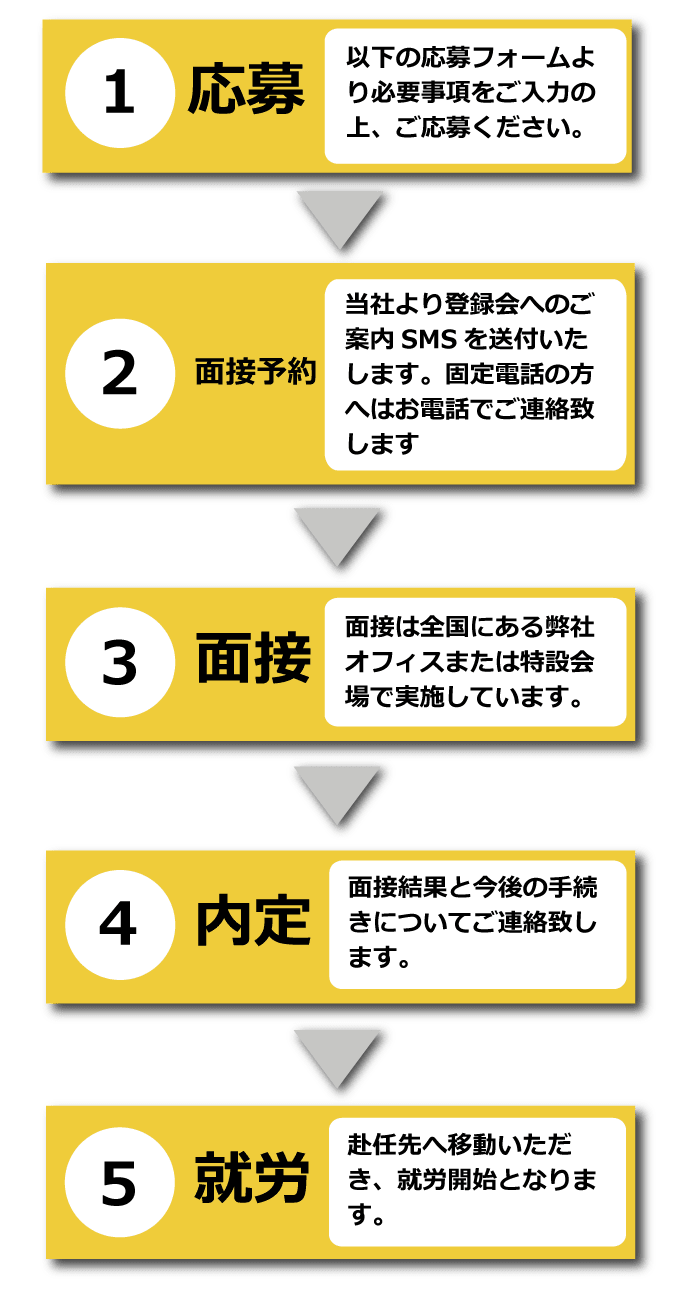 1
応募
以下の応募フォームよ
り必要事項をご入力の
上、ご応募ください。
2
面接予約
当社より登録会へのご
案内 SMS を送付いた
します。固定電話の方
へはお電話でご連絡致
します
3
面接
面接は全国にある弊社
オフィスまたは特設会
場で実施しています。
4
内定
面接結果と今後の手続
きについてご連絡致し
ます。
5
就労
赴任先へ移動いただ
き、就労開始となりま
す。